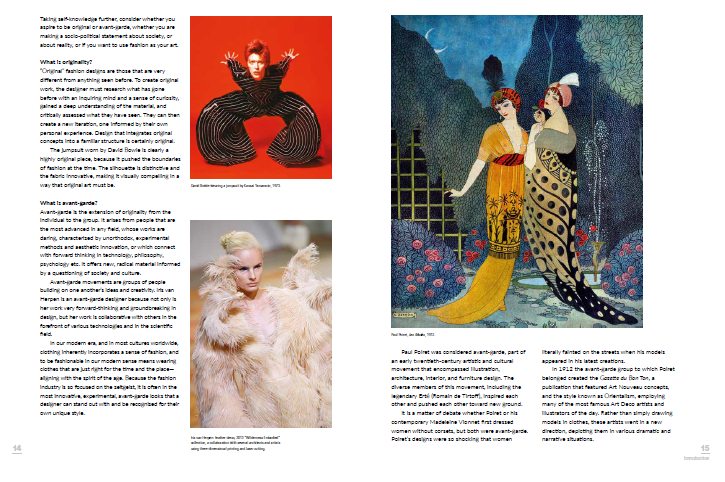 Taking self-knowledge further, consider whether you
aspire to be original or avant-garde, whether you are
making a socio-political statement about society, or
about reality, or if you want to use fashion as your art.
What is originality?
"Original" fashion designs are those that are very
different from anything seen before. To create original
work, the designer must research what has gone
before with an inquiring mind and a sense of curiosity,
gained a deep understanding of the material, and
critically assessed what they have seen. They can then
create a new iteration, one informed by their own
personal experience. Design that integrates original
concepts into a familiar structure is certainly original.
The jumpsuit worn by David Bowie is clearly a
highly original piece, because it pushed the boundaries
of fashion at the time. The silhouette is distinctive and
the fabric innovative, making it visually compelling in a
way that original art must be.
What is avant-garde?
Avant-garde is the extension of originality from the
individual to the group. It arises from people that are
the most advanced in any field, whose works are
daring, characterised by unorthodox, experimental
methods and aesthetic innovation, or which connect
with forward thinking in technology, philosophy,
psychology etc. It offers new, radical material informed
by a questioning of society and culture.
Avant-garde movements are groups of people
building on one another's ideas and creativity. Iris van
Herpen is an avant-garde designer because not only is
her work very forward-thinking and groundbreaking in
design, but her work is collaborative with others in the
forefront of various technologies and in the scientific
field.
In our modern era, and in most cultures worldwide,
clothing inherently incorporates a sense of fashion, and
to be fashionable in our modern sense means wearing
clothes that are just right for the time and the place—
aligning with the spirit of the age. Because the fashion
industry is so focused on the zeitgeist, it is often in the
most innovative, experimental, avant-garde looks that a
designer can stand out with and be recognised for their
own unique style.
14
David Bowie wearing a jumpsuit by Kansai Yamamoto, 1973.
Iris van Herpen feather dress, 2011 "Wilderness Embodied"
collection, a collaboration with several architects and artists
using three-dimensional printing and laser cutting.
Paul Poiret, 1912.
Paul Poiret was considered avant-garde, part of
an early twentieth-century artistic and cultural
movement that encompassed illustration,
architecture, interior, and furniture design. The
diverse members of this movement, including the
legendary Erté (Romain de Tirtoff), inspired each
other and pushed each other toward new ground.
It is a matter of debate whether Poiret or his
contemporary Madeleine Vionnet first dressed
women without corsets, but both were avant-garde.
Poiret's designs were so shocking that women
literally fainted on the streets when his models
appeared in his latest creations.
In 1912 the avant-garde group to which Poiret
belonged created the Gazette du Bon Ton, a
publication that featured Art Nouveau concepts,
and the style known as Orientalism, employing
many of the most famous Art Deco artists and
illustrators of the day. Rather than simply drawing
models in clothes, these artists went in a new
direction, depicting them in various dramatic and
narrative situations.
15
Introduction